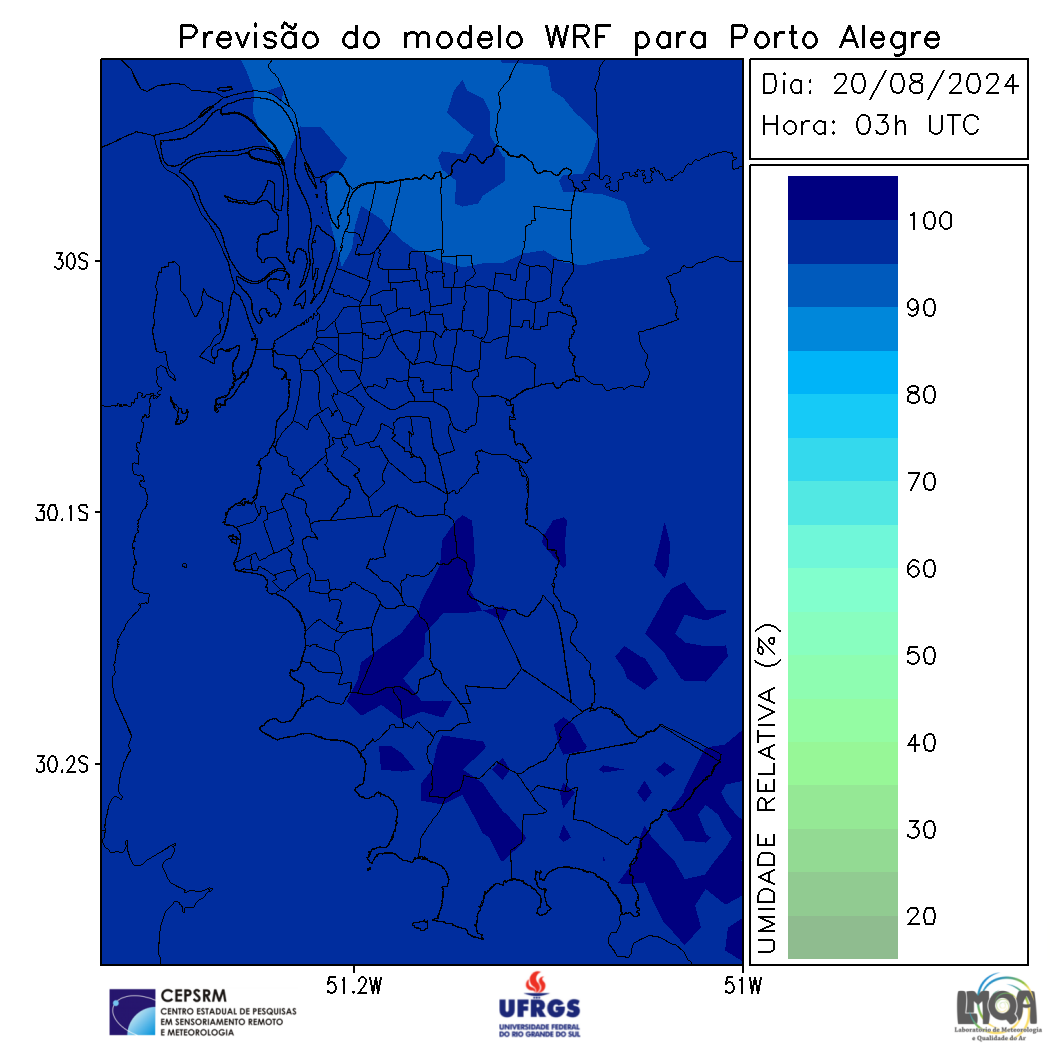 Previsão do modelo WRF para Porto Alegre
Dia: 20/08/2024
Hora: 03h UTC
30S
30.1S
30.2S
51.2W
51W
100
90
80
70
60
50
40
30
20
UMIDADE RELATIVA (%)
CEPSRM
CENTRO ESTADUAL DE PESQUISAS
EM SENSORIAMENTO REMOTO
E METEOROLOGIA
UFRGS
UNIVERSIDADE FEDERAL
DO RIO GRANDE DO SUL
LMQA
Laboratório de Meteorologia
e Qualidade do Ar